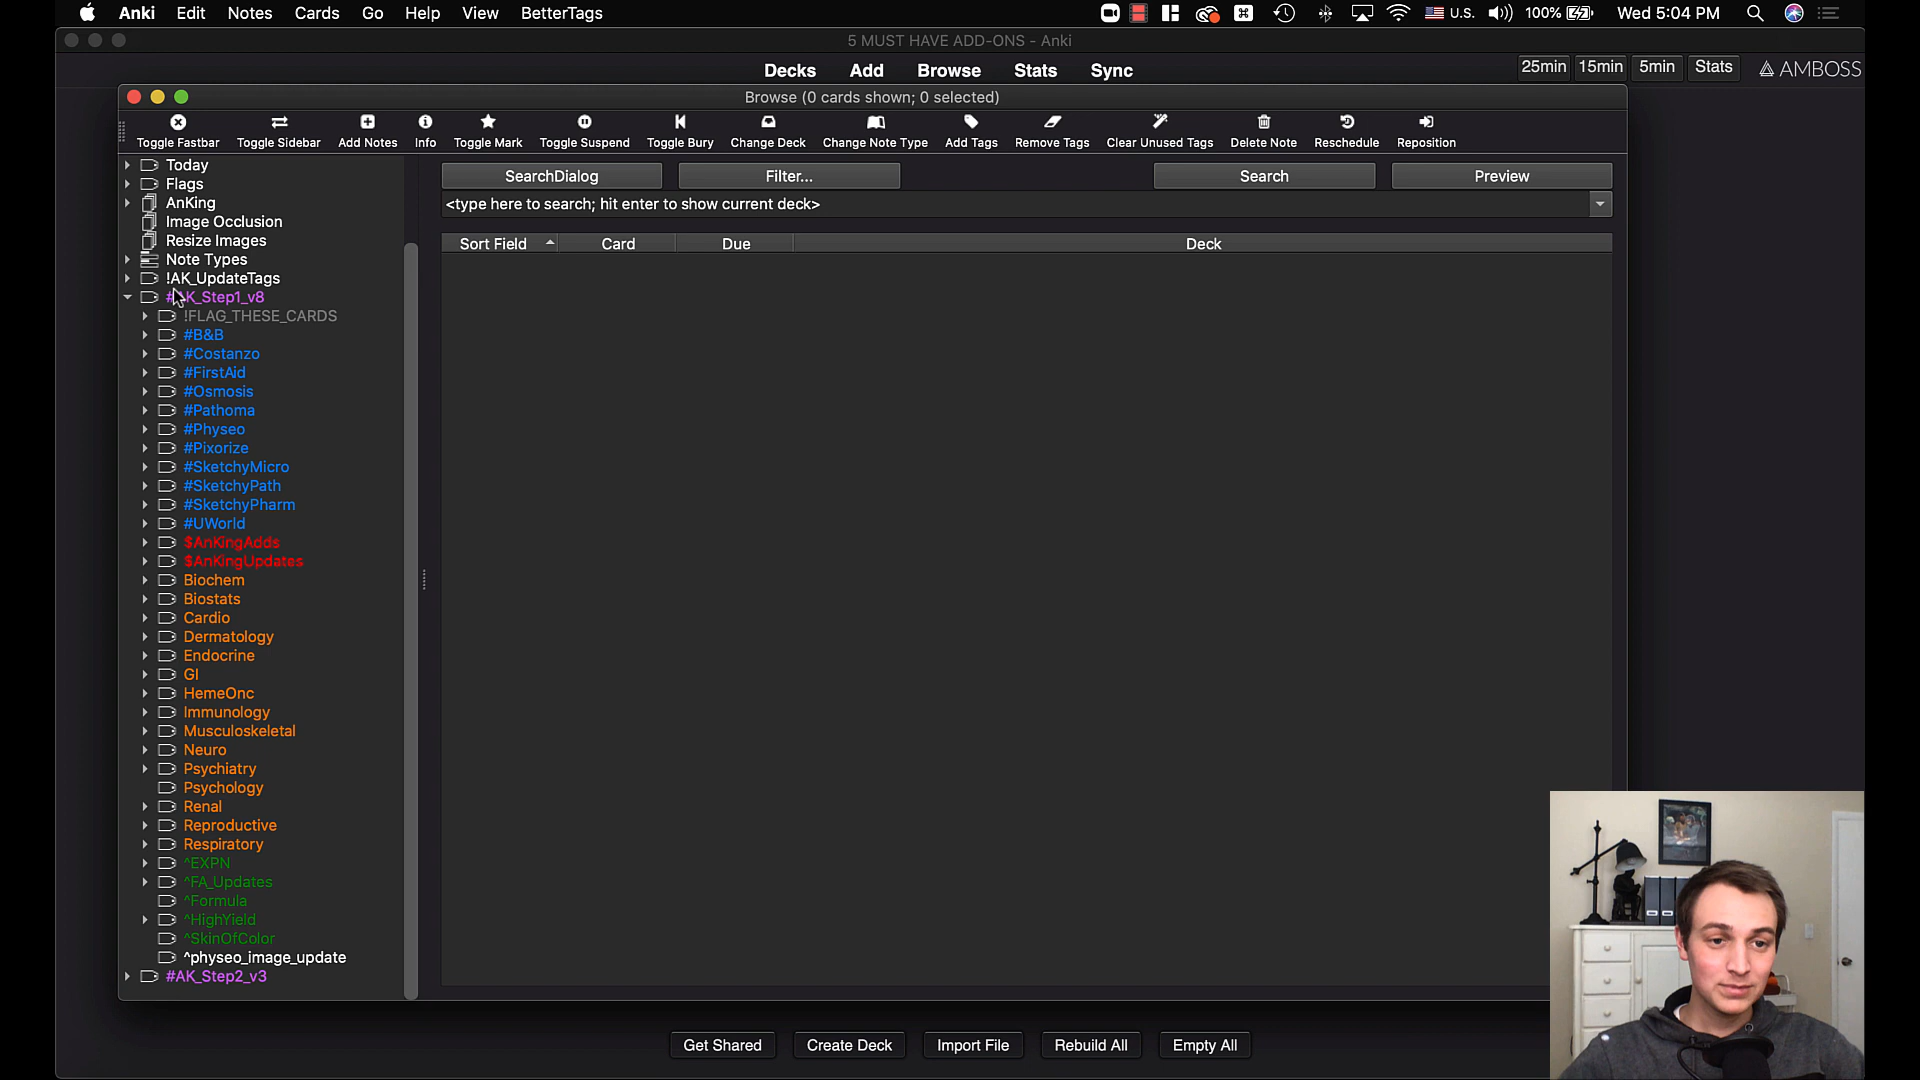 Anki Edit Notes Cards Go Help View BetterTags U.S. 100% Wed 5:04 PM
5 MUST HAVE ADD-ONS - Anki
Decks Add Browse Stats Sync 25min 15min 5min Stats AMBOSS
Browse (0 cards shown; 0 selected)
Toggle Fastbar Toggle Sidebar Add Notes Info Toggle Mark Toggle Suspend Toggle Bury Change Deck Change Note Type Add Tags Remove Tags Clear Unused Tags Delete Note Reschedule Reposition
SearchDialog Filter... Search Preview
<type here to search; hit enter to show current deck>
Sort Field Card Due Deck
Today
Flags
AnKing
Image Occlusion
Resize Images
Note Types
!AK_UpdateTags
#AK_Step1_v8
!FLAG_THESE_CARDS
#B&B
#Costanzo
#FirstAid
#Osmosis
#Pathoma
#Physeo
#Pixorize
#SketchyMicro
#SketchyPath
#SketchyPharm
#UWorld
$AnKingAdds
$AnKingUpdates
Biochem
Biostats
Cardio
Dermatology
Endocrine
GI
HemeOnc
Immunology
Musculoskeletal
Neuro
Psychiatry
Psychology
Renal
Reproductive
Respiratory
^EXPN
^FA_Updates
^Formula
^HighYield
^SkinOfColor
^physeo_image_update
#AK_Step2_v3
Get Shared Create Deck Import File Rebuild All Empty All